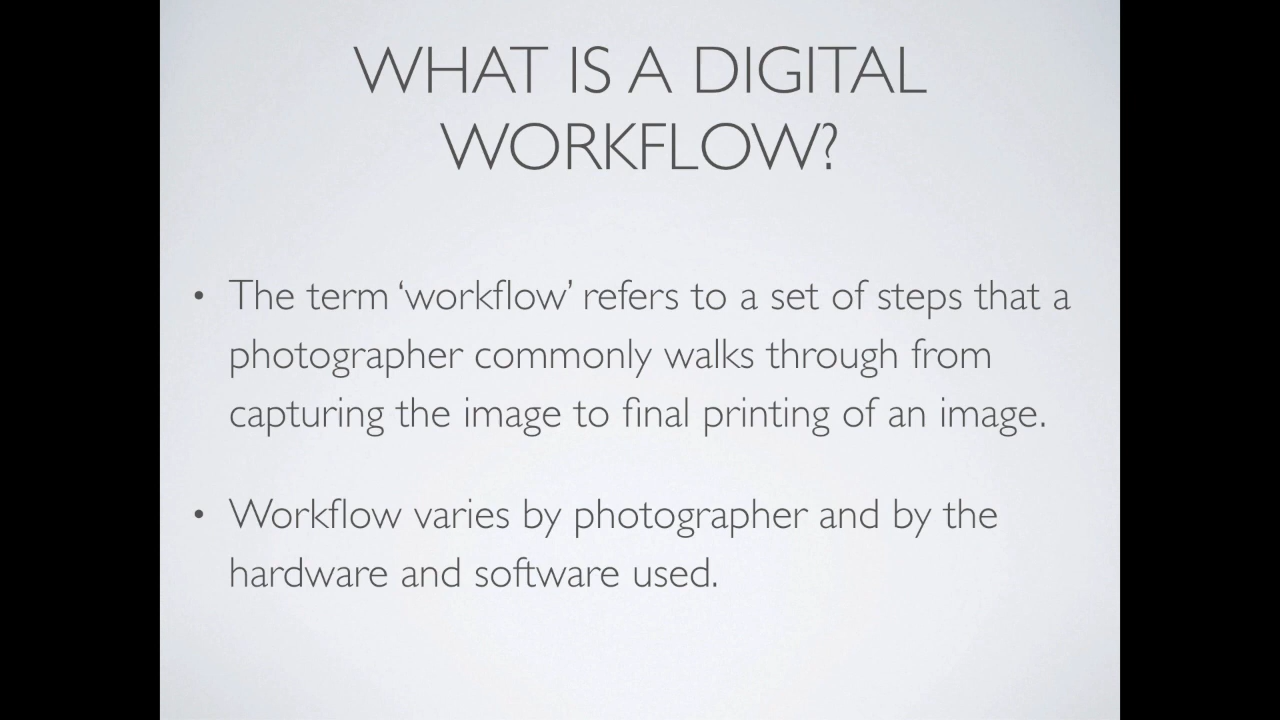 WHAT IS A DIGITAL
WORKFLOW?
• The term ‘workflow’ refers to a set of steps that a
photographer commonly walks through from
capturing the image to final printing of an image.
• Workflow varies by photographer and by the
hardware and software used.